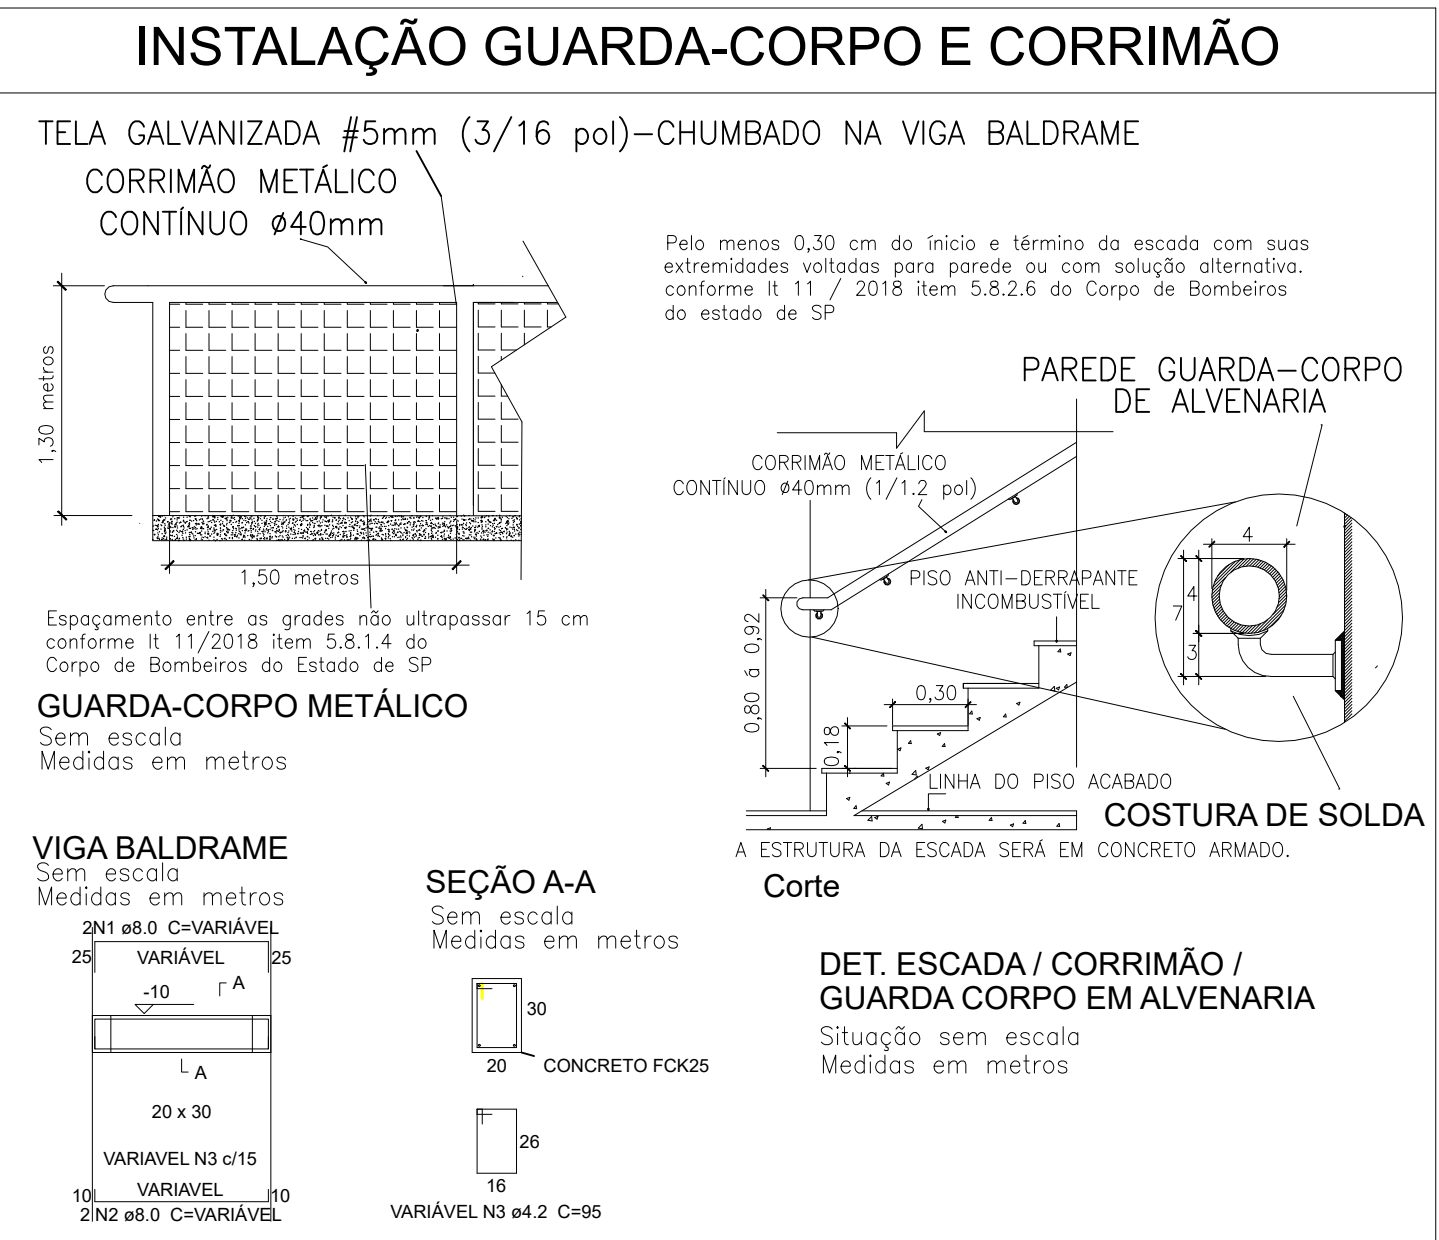 INSTALAÇÃO GUARDA-CORPO E CORRIMÃO
TELA GALVANIZADA #5mm (3/16 pol)-CHUMBADO NA VIGA BALDRAME
CORRIMÃO METÁLICO
CONTÍNUO ø40mm
1,30 metros
1,50 metros
Espaçamento entre as grades não ultrapassar 15 cm
conforme It 11/2018 item 5.8.1.4 do
Corpo de Bombeiros do Estado de SP
GUARDA-CORPO METÁLICO
Sem escala
Medidas em metros
Pelo menos 0,30 cm do ínicio e término da escada com suas
extremidades voltadas para parede ou com solução alternativa.
conforme It 11 / 2018 item 5.8.2.6 do Corpo de Bombeiros
do estado de SP
PAREDE GUARDA-CORPO
DE ALVENARIA
CORRIMÃO METÁLICO
CONTÍNUO ø40mm (1/1.2 pol)
PISO ANTI-DERRAPANTE
INCOMBUSTÍVEL
4
4
7
3
0,80 á 0,92
0,30
0,18
LINHA DO PISO ACABADO
COSTURA DE SOLDA
A ESTRUTURA DA ESCADA SERÁ EM CONCRETO ARMADO.
Corte
DET. ESCADA / CORRIMÃO /
GUARDA CORPO EM ALVENARIA
Situação sem escala
Medidas em metros
VIGA BALDRAME
Sem escala
Medidas em metros
2N1 ø8.0 C=VARIÁVEL
25 VARIÁVEL 25
-10 A
A
20 x 30
VARIAVEL N3 c/15
10 VARIAVEL 10
2 N2 ø8.0 C=VARIÁVEL
SEÇÃO A-A
Sem escala
Medidas em metros
30
20 CONCRETO FCK25
26
16
VARIÁVEL N3 ø4.2 C=95